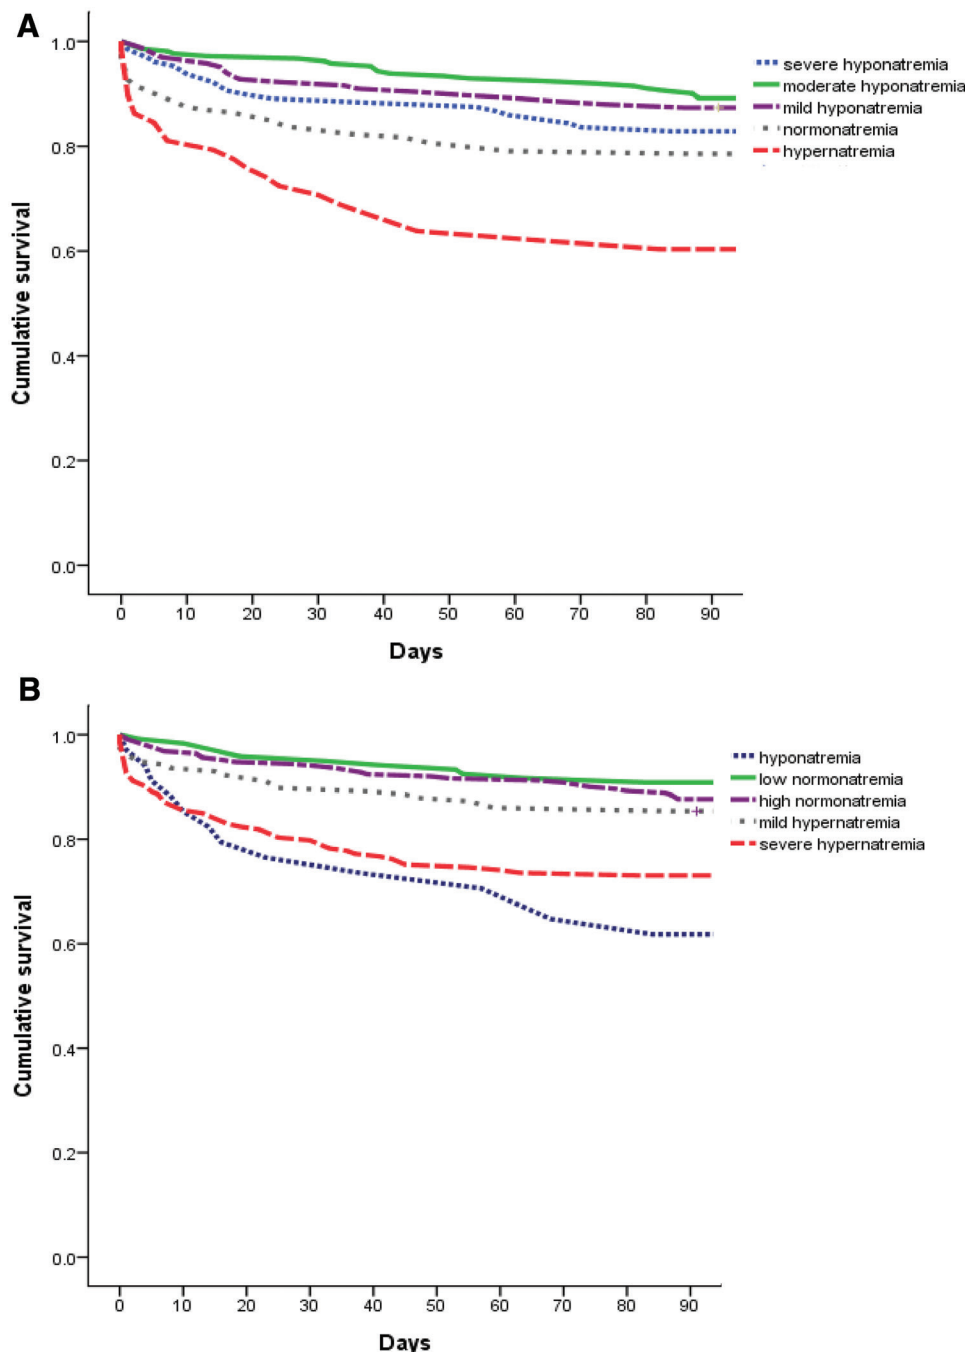 A
1.0
0.8
0.6
0.4
0.2
0.0
Cumulative survival
0 10 20 30 40 50 60 70 80 90
Days
severe hyponatremia
moderate hyponatremia
mild hyponatremia
normonatremia
hypernatremia
B
1.0
0.8
0.6
0.4
0.2
0.0
Cumulative survival
0 10 20 30 40 50 60 70 80 90
Days
hyponatremia
low normonatremia
high normonatremia
mild hypernatremia
severe hypernatremia